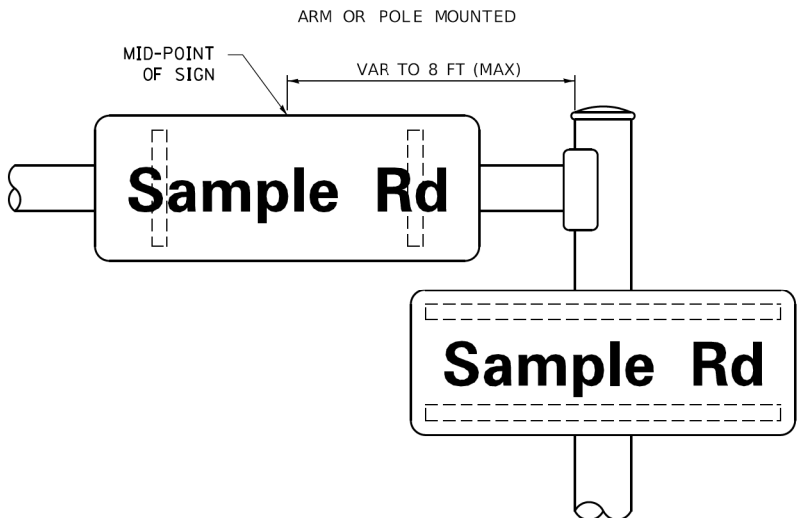 ARM OR POLE MOUNTED
MID-POINT
OF SIGN
VAR TO 8 FT (MAX)
Sample Rd
Sample Rd